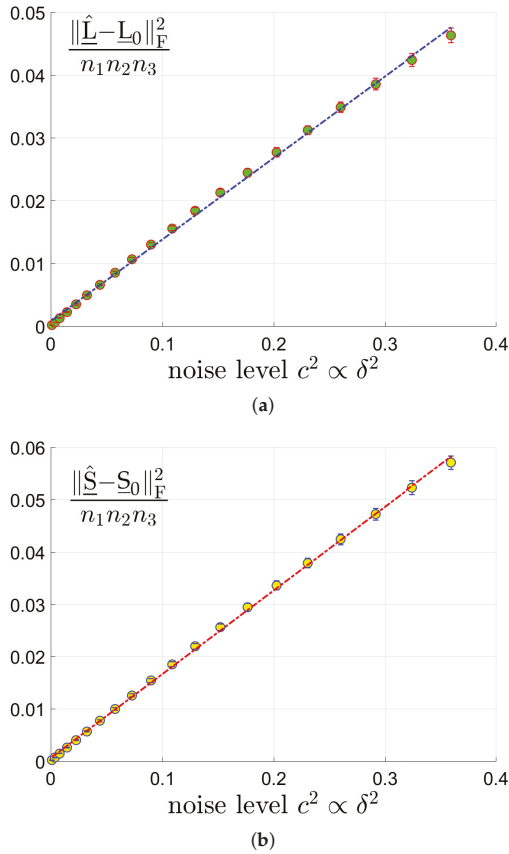 0.05
‖L̲̂−L̲₀‖²_F
n₁n₂n₃
0.04
0.03
0.02
0.01
0
0 0.1 0.2 0.3 0.4
noise level c² ∝ δ²
(a)
0.06
‖Ŝ̲−S̲₀‖²_F
n₁n₂n₃
0.05
0.04
0.03
0.02
0.01
0
0 0.1 0.2 0.3 0.4
noise level c² ∝ δ²
(b)